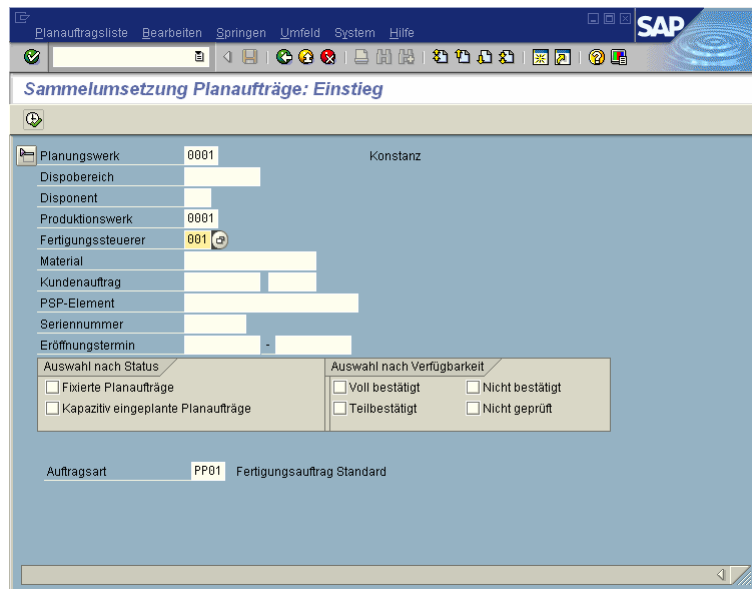 Planauftragsliste Bearbeiten Springen Umfeld System Hilfe
SAP
Sammelumsetzung Planaufträge: Einstieg
Planungswerk 0001 Konstanz
Dispobereich
Disponent
Produktionswerk 0001
Fertigungssteuerer 001
Material
Kundenauftrag
PSP-Element
Seriennummer
Eröffnungstermin -
Auswahl nach Status Auswahl nach Verfügbarkeit
Fixierte Planaufträge Voll bestätigt Nicht bestätigt
Kapazitiv eingeplante Planaufträge Teilbestätigt Nicht geprüft
Auftragsart PP01 Fertigungsauftrag Standard